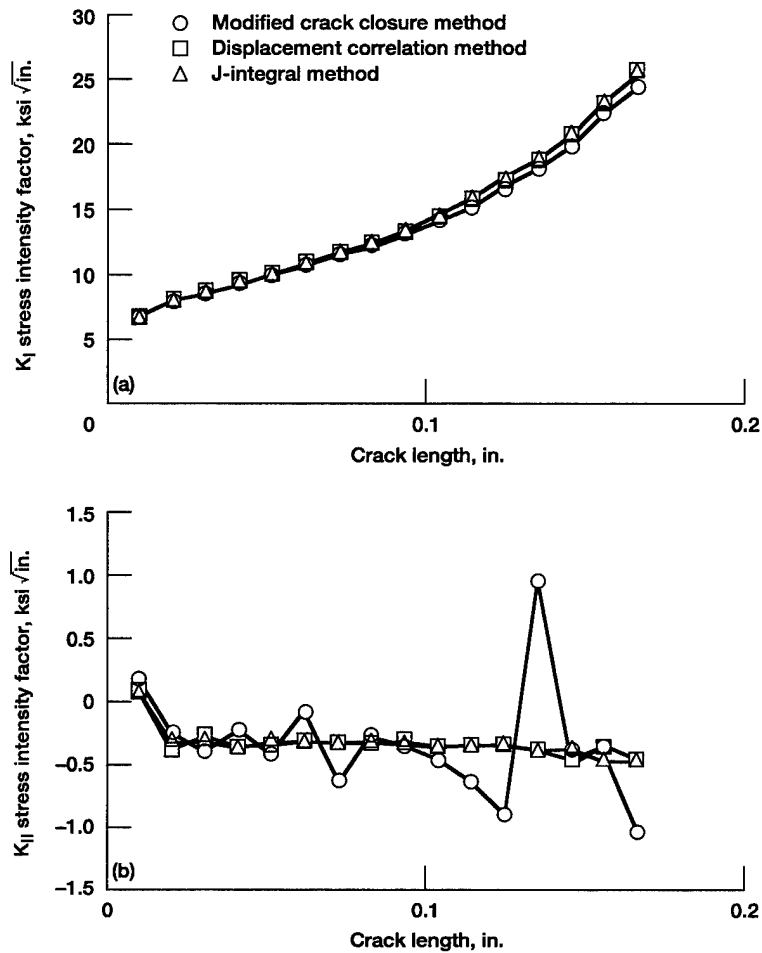 30
25
20
15
10
5
0
K_I stress intensity factor, ksi √in.
Modified crack closure method
Displacement correlation method
J-integral method
(a)
0.1
0.2
Crack length, in.
1.5
1.0
0.5
0
–0.5
–1.0
–1.5
K_II stress intensity factor, ksi √in.
(b)
0
0.1
0.2
Crack length, in.